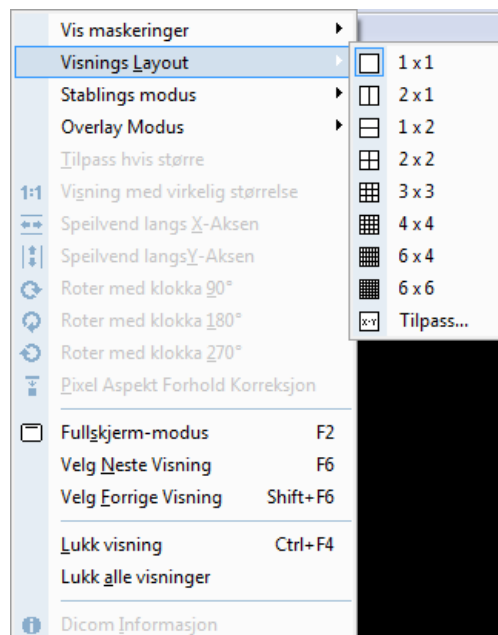 Vis maskeringer
Visnings Layout
Stablings modus
Overlay Modus
Tilpass hvis større
1:1 Visning med virkelig størrelse
Speilvend langs X-Aksen
Speilvend langsY-Aksen
Roter med klokka 90°
Roter med klokka 180°
Roter med klokka 270°
Pixel Aspekt Forhold Korreksjon
Fullskjerm-modus F2
Velg Neste Visning F6
Velg Forrige Visning Shift+F6
Lukk visning Ctrl+F4
Lukk alle visninger
Dicom Informasjon
1 x 1
2 x 1
1 x 2
2 x 2
3 x 3
4 x 4
6 x 4
6 x 6
X-Y Tilpass...